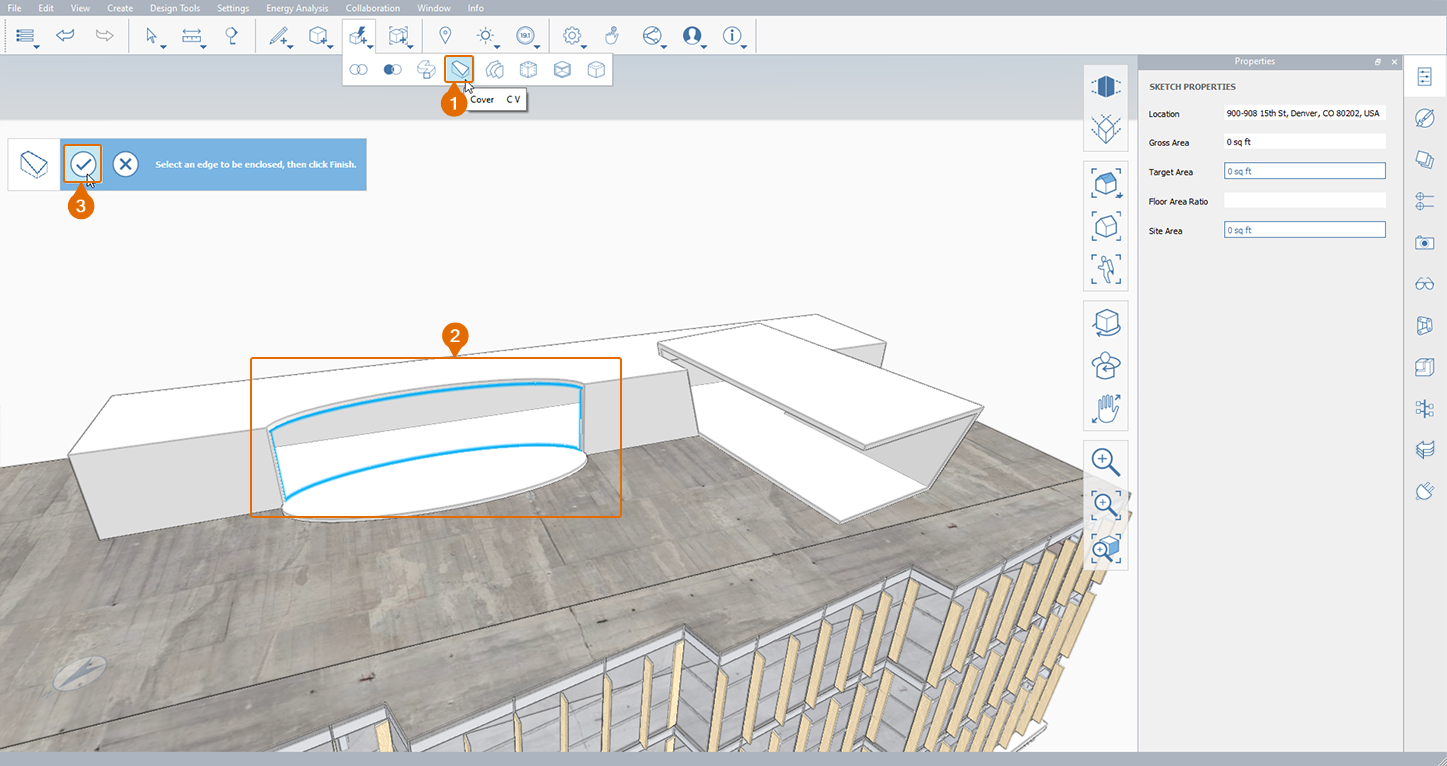 File Edit View Create Design Tools Settings Energy Analysis Collaboration Window Info
19.1
1
Cover C V
Select an edge to be enclosed, then click Finish.
3
2
Properties
SKETCH PROPERTIES
Location 900-908 15th St, Denver, CO 80202, USA
Gross Area 0 sq ft
Target Area 0 sq ft
Floor Area Ratio
Site Area 0 sq ft